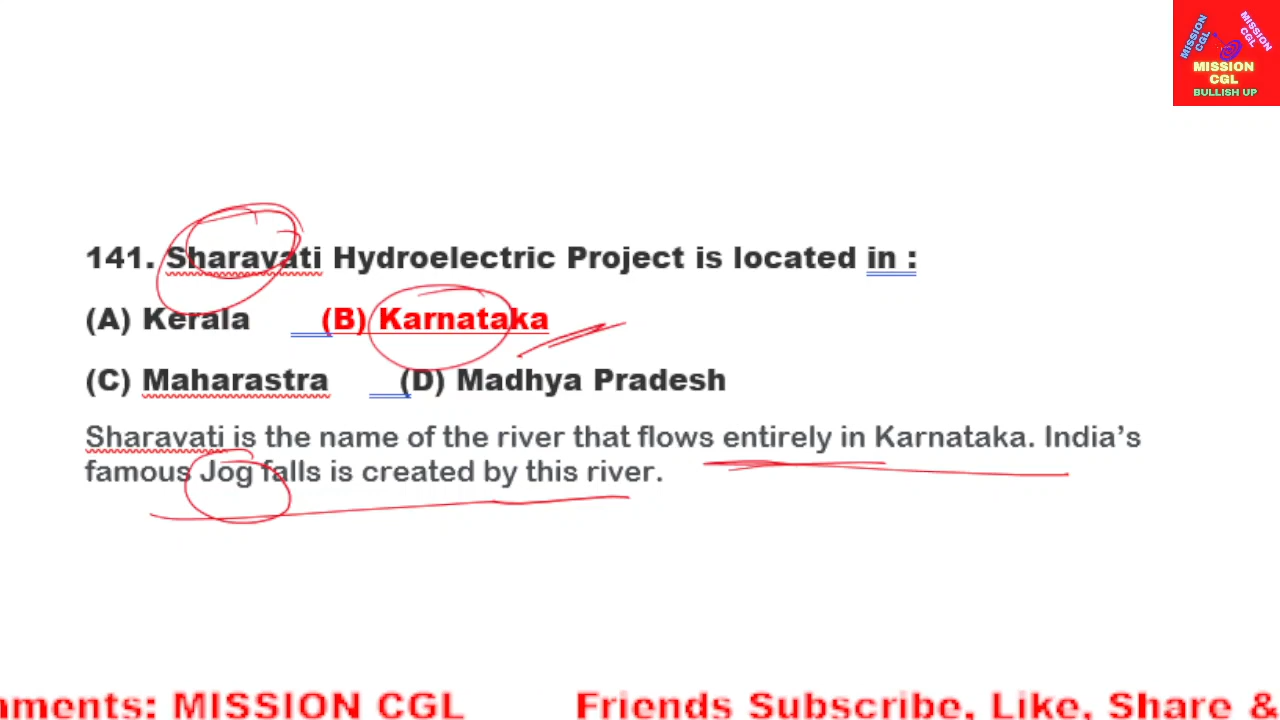 MISSION CGL
MISSION CGL
MISSION
CGL
BULLISH UP
141. Sharavati Hydroelectric Project is located in :
(A) Kerala (B) Karnataka
(C) Maharastra (D) Madhya Pradesh
Sharavati is the name of the river that flows entirely in Karnataka. India’s
famous Jog falls is created by this river.
MISSION CGL Friends Subscribe, Like, Share &